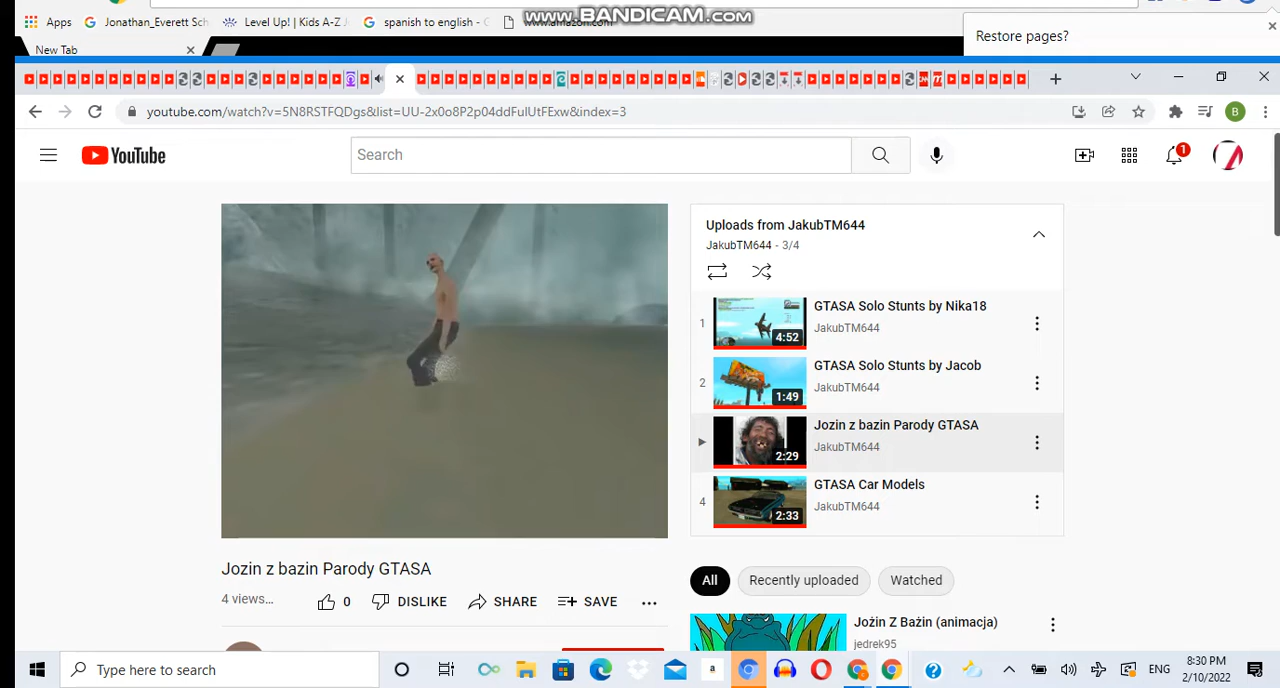 WWW.BANDICAM.COM
Apps
Level Up! | Kids A-Z
spanish to english -
New Tab
Restore pages?
youtube.com/watch?v=5N8RSTFQDgs&list=UU-2x0o8P2p04ddFulUtFExw&index=3
B
YouTube
Search
1
Uploads from JakubTM644
JakubTM644 - 3/4
1
4:52
GTASA Solo Stunts by Nika18
JakubTM644
2
1:49
GTASA Solo Stunts by Jacob
JakubTM644
2:29
Jozin z bazin Parody GTASA
JakubTM644
4
2:33
GTASA Car Models
JakubTM644
Jozin z bazin Parody GTASA
4 views...
0
DISLIKE
SHARE
SAVE
All
Recently uploaded
Watched
Jożin Z Bażin (animacja)
jedrek95
Type here to search
a
ENG
8:30 PM
2/10/2022